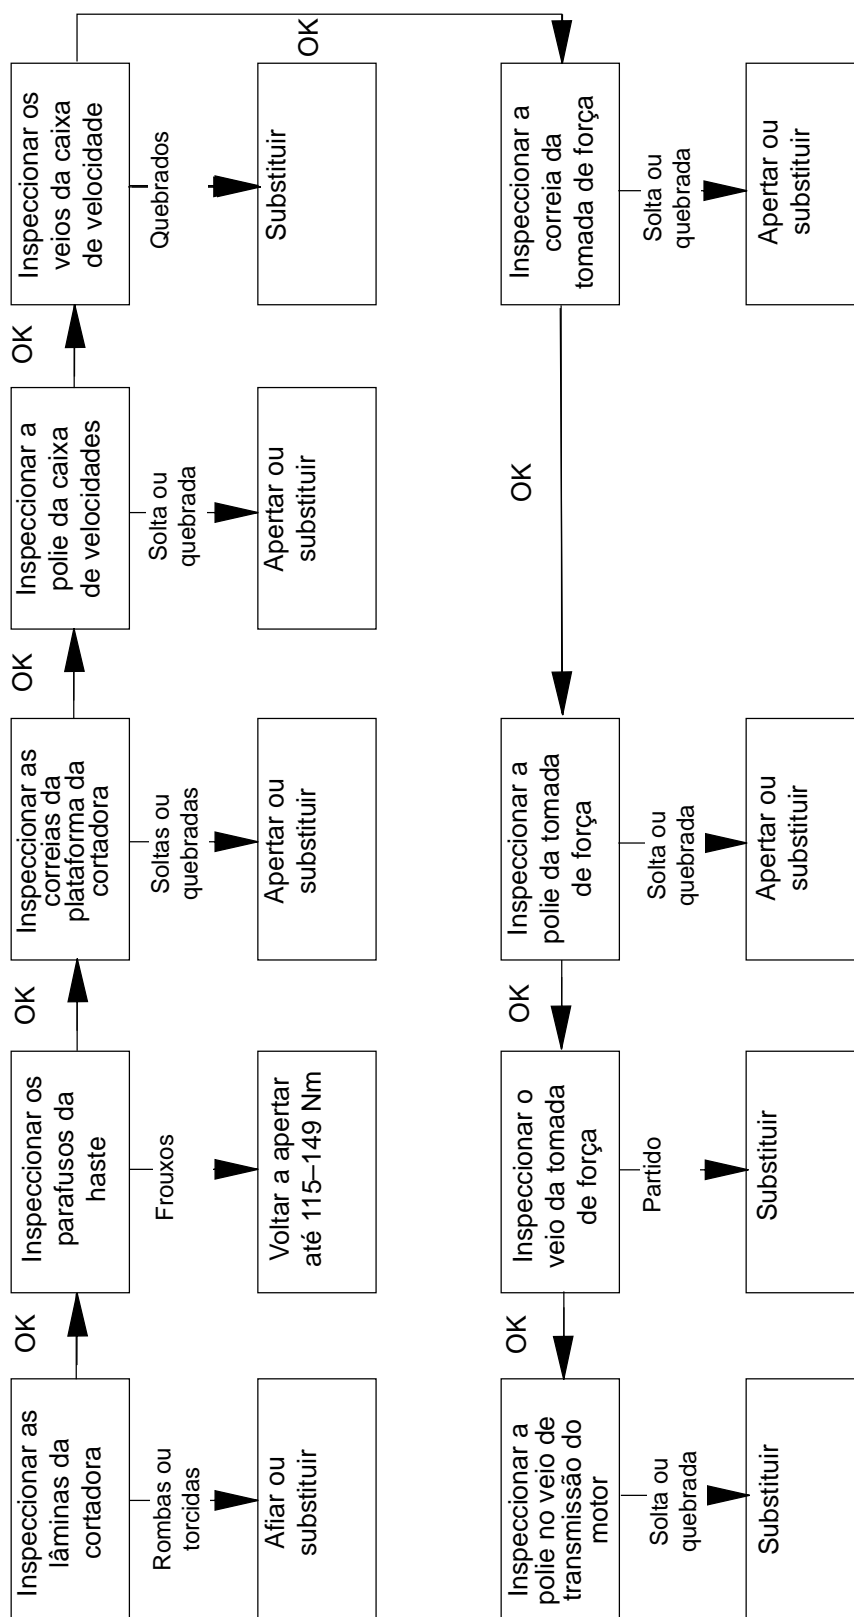 Inspeccionar as
lâminas da
cortadora
Rombas ou
torcidas
Afiar ou
substituir
OK
Inspeccionar os
parafusos da
haste
Frouxos
Voltar a apertar
até 115–149 Nm
OK
Inspeccionar as
correias da
plataforma da
cortadora
Soltas ou
quebradas
Apertar ou
substituir
OK
Inspeccionar a
polie da caixa
de velocidades
Solta ou
quebrada
Apertar ou
substituir
OK
Inspeccionar os
veios da caixa
de velocidade
Quebrados
Substituir
OK
Inspeccionar a
correia da
tomada de força
Solta ou
quebrada
Apertar ou
substituir
OK
Inspeccionar a
polie da tomada
de força
Solta ou
quebrada
Apertar ou
substituir
OK
Inspeccionar o
veio da tomada
de força
Partido
Substituir
OK
Inspeccionar a
polie no veio de
transmissão do
motor
Solta ou
quebrada
Substituir